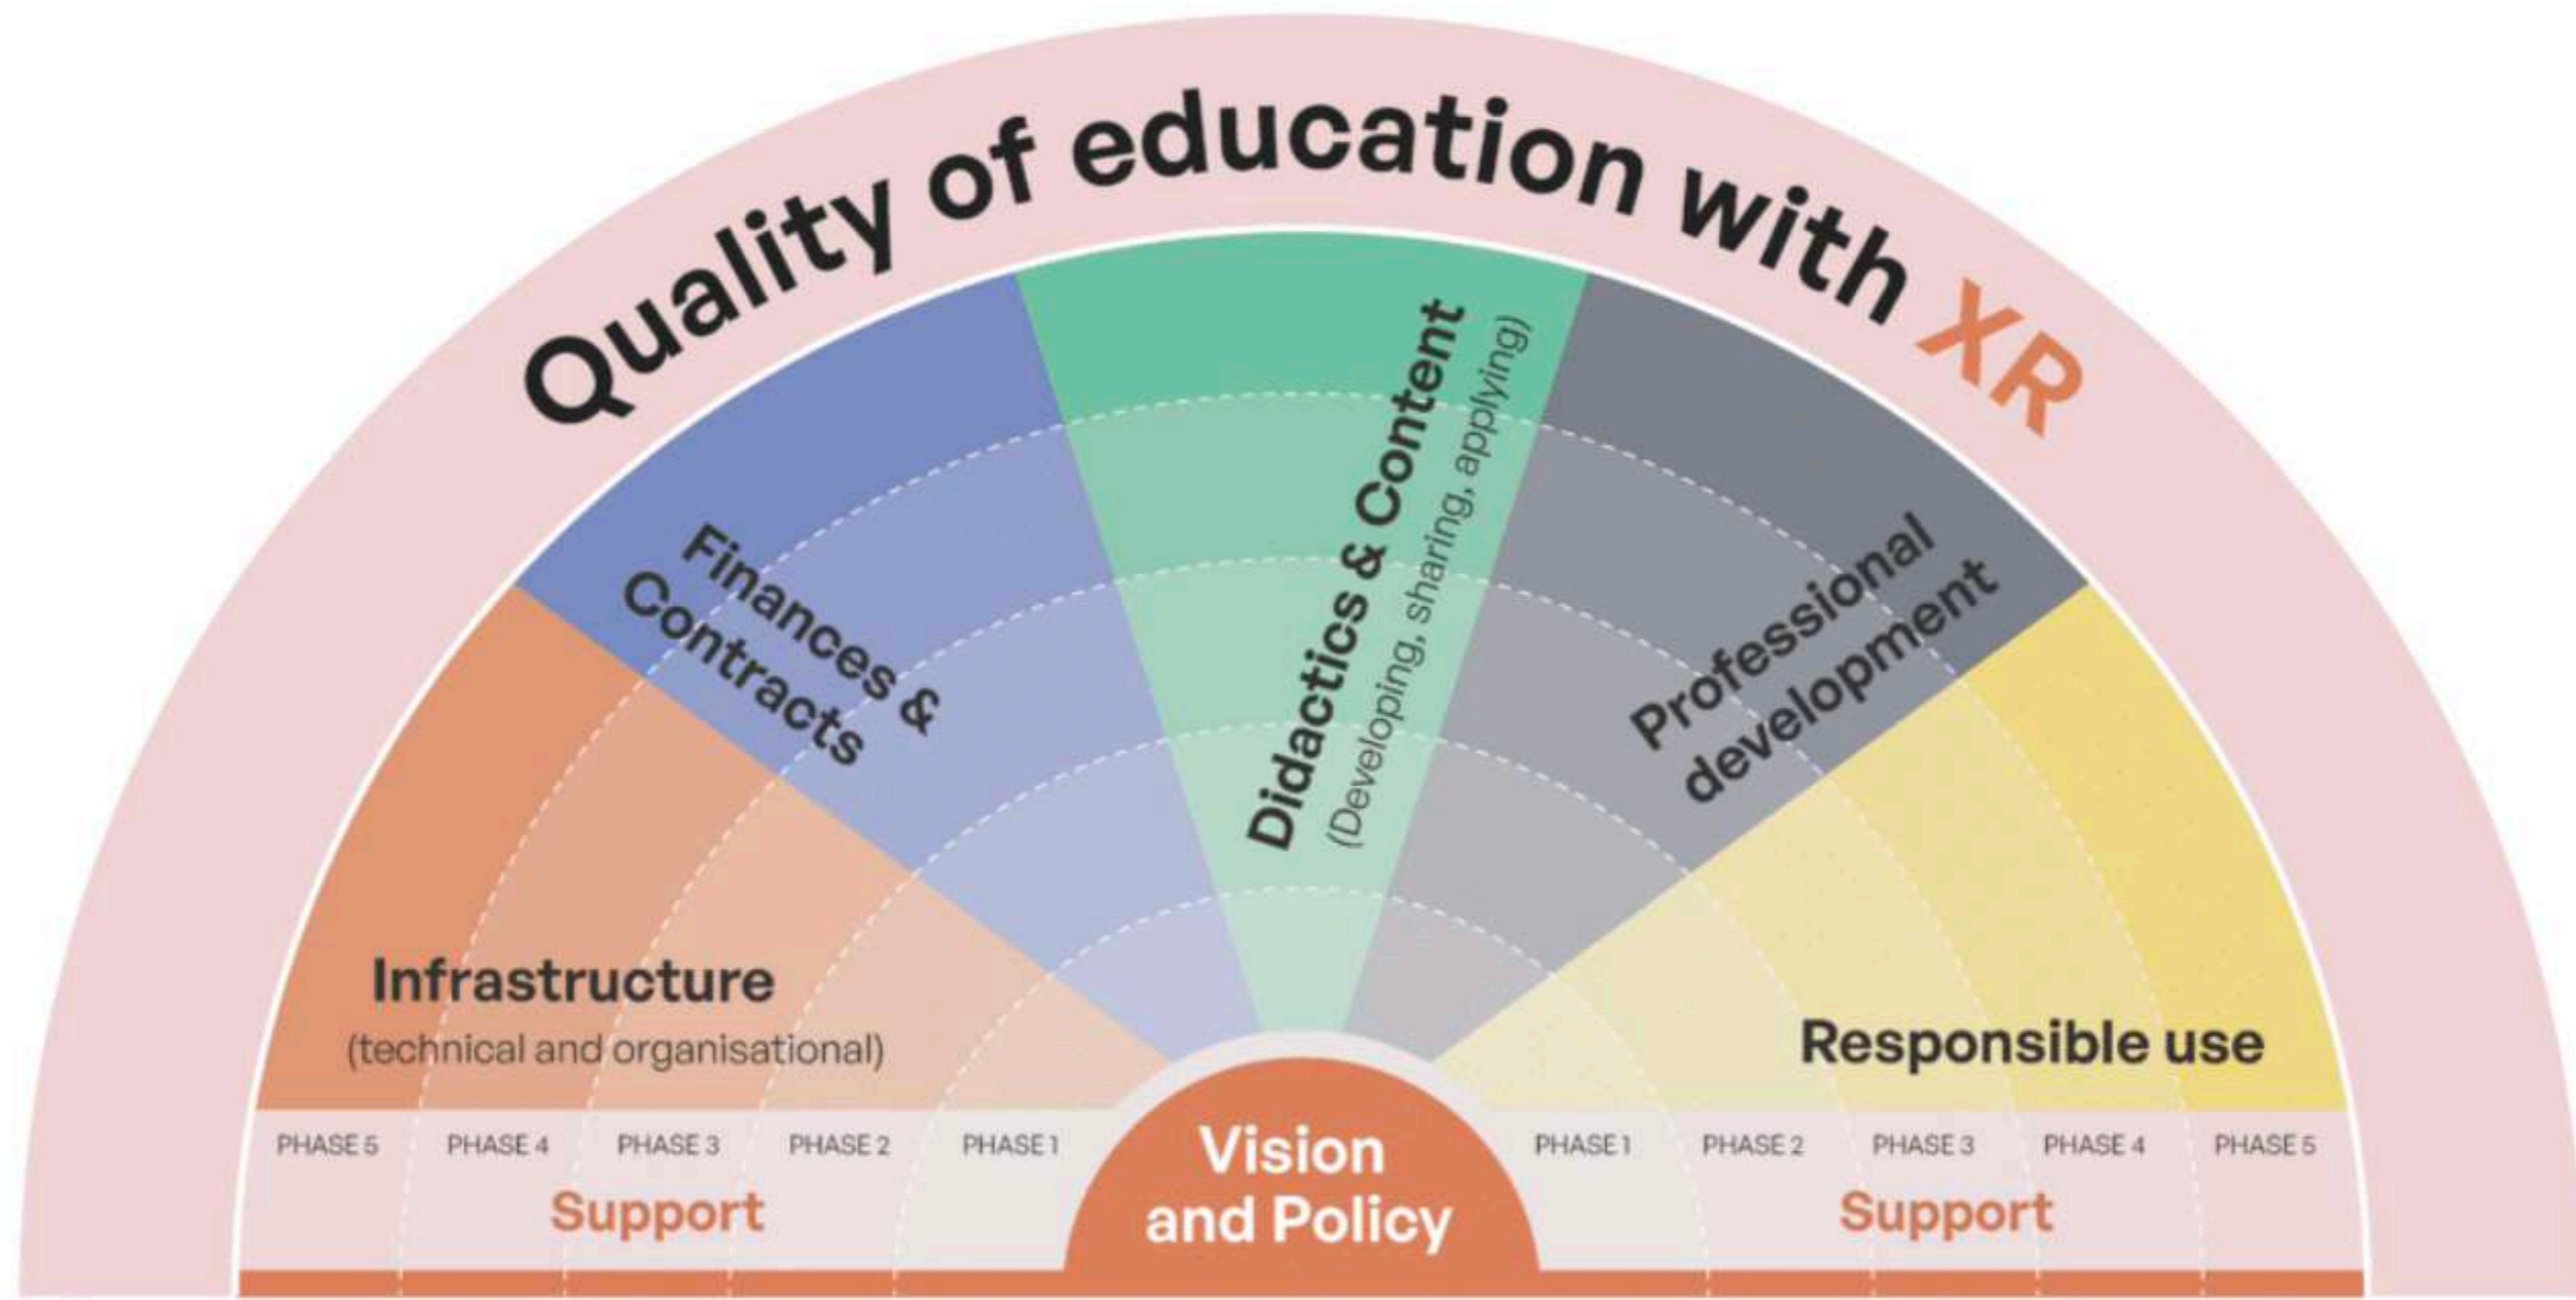 Quality of education with XR
Finances &
Contracts
Didactics & Content
(Developing, sharing, applying)
Professional
development
Infrastructure
(technical and organisational)
Responsible use
PHASE 5 PHASE 4 PHASE 3 PHASE 2 PHASE 1
Support
Vision
and Policy
PHASE 1 PHASE 2 PHASE 3 PHASE 4 PHASE 5
Support